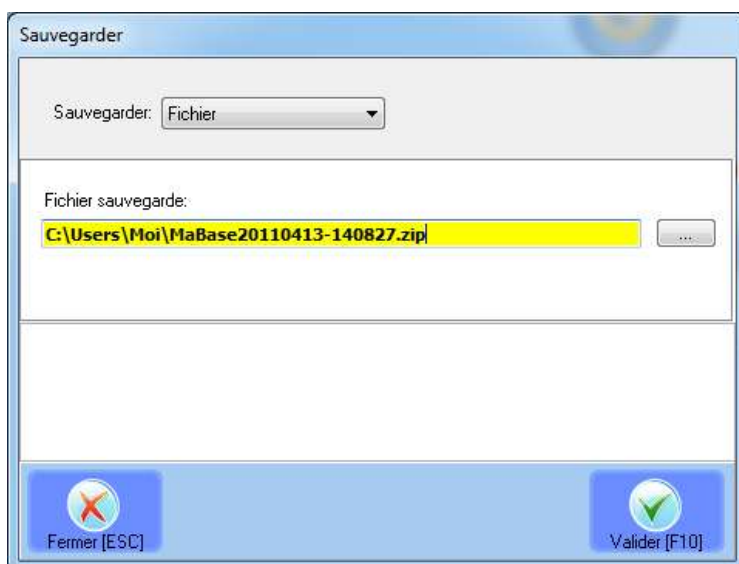 Sauvegarder
Sauvegarder: Fichier
Fichier sauvegarde:
C:\Users\Moi\MaBase20110413-140827.zip ...
Fermer [ESC] Valider [F10]